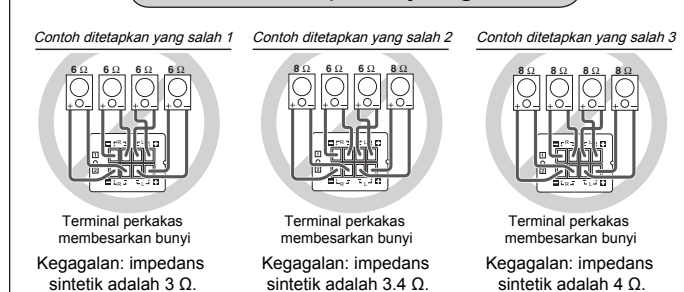 Contoh ditetapkan yang salah 1
6 Ω 6 Ω 6 Ω 6 Ω
Terminal perkakas
membesarkan bunyi
Kegagalan: impedans
sintetik adalah 3 Ω.
Contoh ditetapkan yang salah 2
8 Ω 6 Ω 6 Ω 8 Ω
Terminal perkakas
membesarkan bunyi
Kegagalan: impedans
sintetik adalah 3.4 Ω.
Contoh ditetapkan yang salah 3
8 Ω 8 Ω 8 Ω 8 Ω
Terminal perkakas
membesarkan bunyi
Kegagalan: impedans
sintetik adalah 4 Ω.